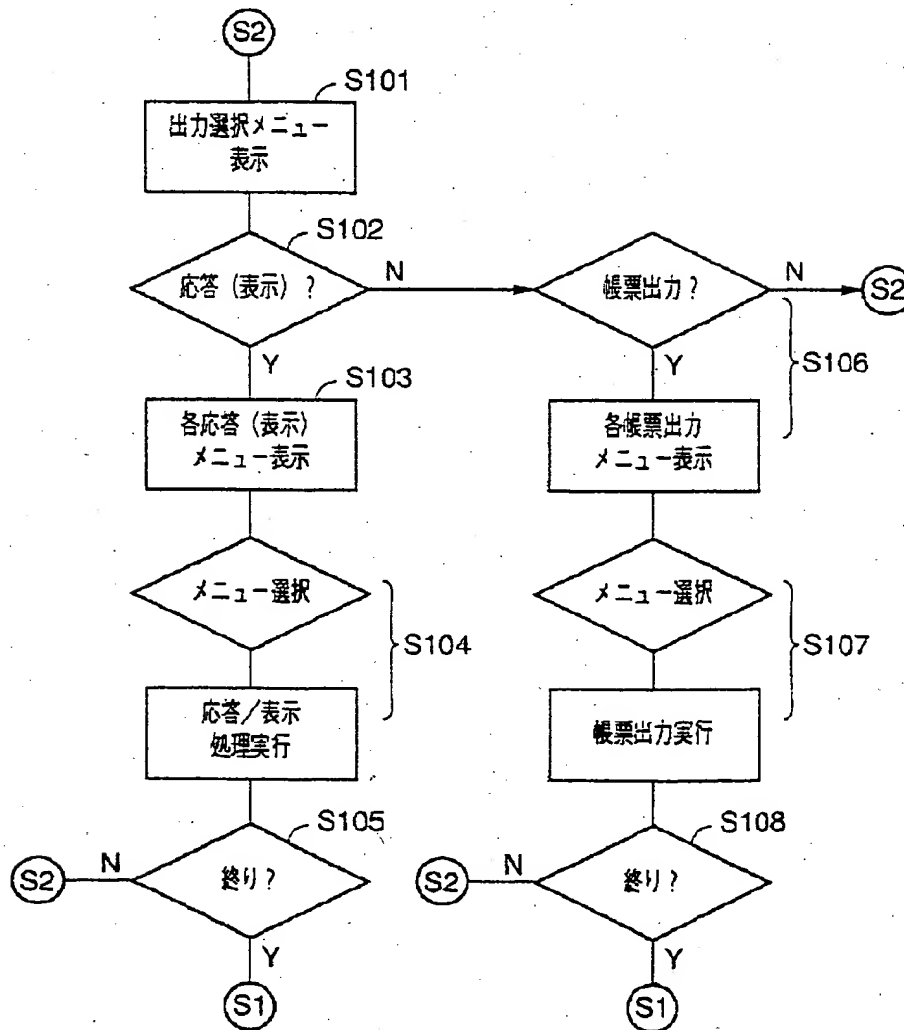 S2
S101
出力選択メニュー
表示
S102
応答（表示）？
N
帳票出力？
N
S2
Y
S103
各応答（表示）
メニュー表示
Y
S106
各帳票出力
メニュー表示
メニュー選択
S104
応答／表示
処理実行
メニュー選択
S107
帳票出力実行
S105
S2
N
終り？
Y
S1
S108
S2
N
終り？
Y
S1